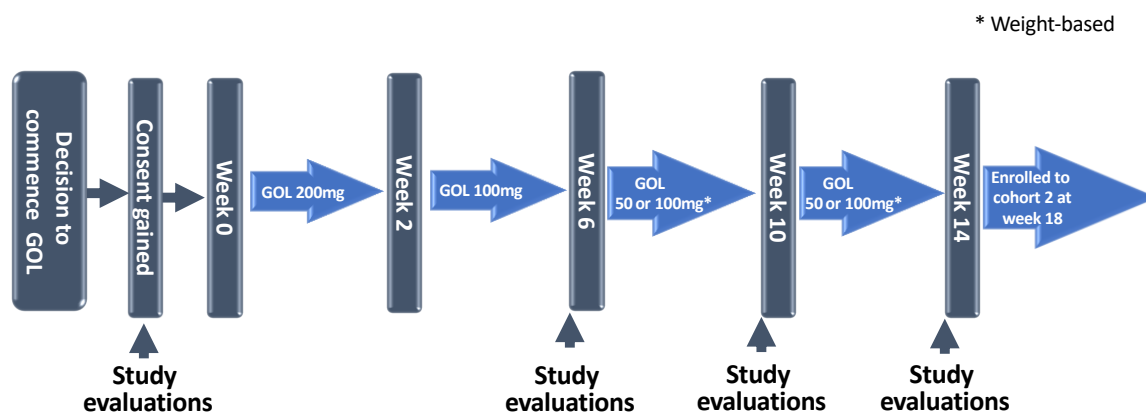 * Weight-based
Decision to
commence GOL
Consent gained
Week 0
GOL 200mg
Week 2
GOL 100mg
Week 6
GOL
50 or 100mg*
Week 10
GOL
50 or 100mg*
Week 14
Enrolled to
cohort 2 at
week 18
Study
evaluations
Study
evaluations
Study
evaluations
Study
evaluations